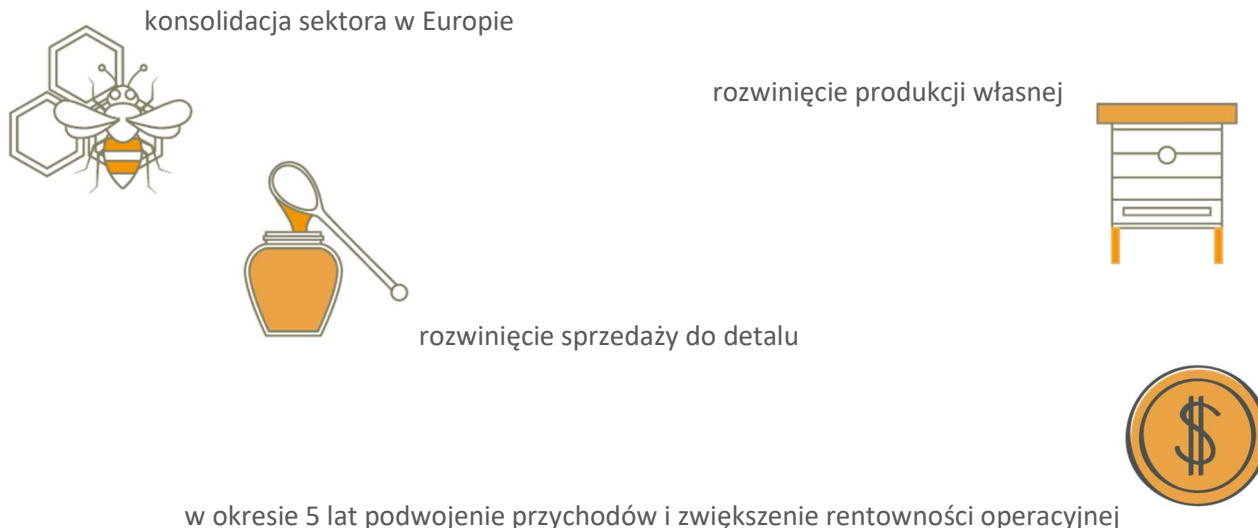 konsolidacja sektora w Europie
rozwinięcie produkcji własnej
rozwinięcie sprzedaży do detalu
$
w okresie 5 lat podwojenie przychodów i zwiększenie rentowności operacyjnej